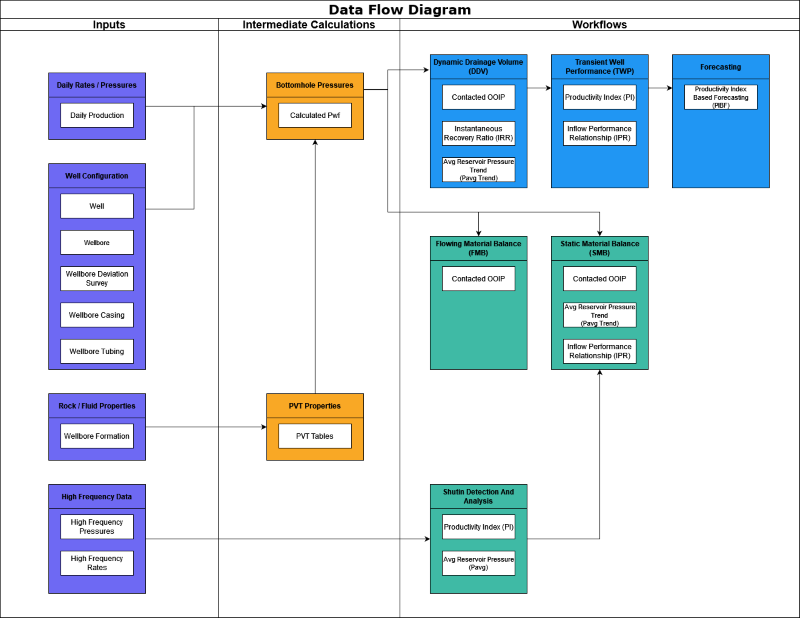 Data Flow Diagram
Inputs
Intermediate Calculations
Workflows
Daily Rates / Pressures
Daily Production
Well Configuration
Well
Wellbore
Wellbore Deviation
Survey
Wellbore Casing
Wellbore Tubing
Rock / Fluid Properties
Wellbore Formation
High Frequency Data
High Frequency
Pressures
High Frequency
Rates
Bottomhole Pressures
Calculated Pwf
PVT Properties
PVT Tables
Dynamic Drainage Volume
(DDV)
Contacted OOIP
Instantaneous
Recovery Ratio (IRR)
Avg Reservoir Pressure
Trend
(Pavg Trend)
Transient Well
Performance (TWP)
Productivity Index (PI)
Inflow Performance
Relationship (IPR)
Forecasting
Productivity Index
Based Forecasting
(PIBF)
Flowing Material Balance
(FMB)
Contacted OOIP
Static Material Balance
(SMB)
Contacted OOIP
Avg Reservoir Pressure
Trend
(Pavg Trend)
Inflow Performance
Relationship (IPR)
Shutin Detection And
Analysis
Productivity Index (PI)
Avg Reservoir Pressure
(Pavg)